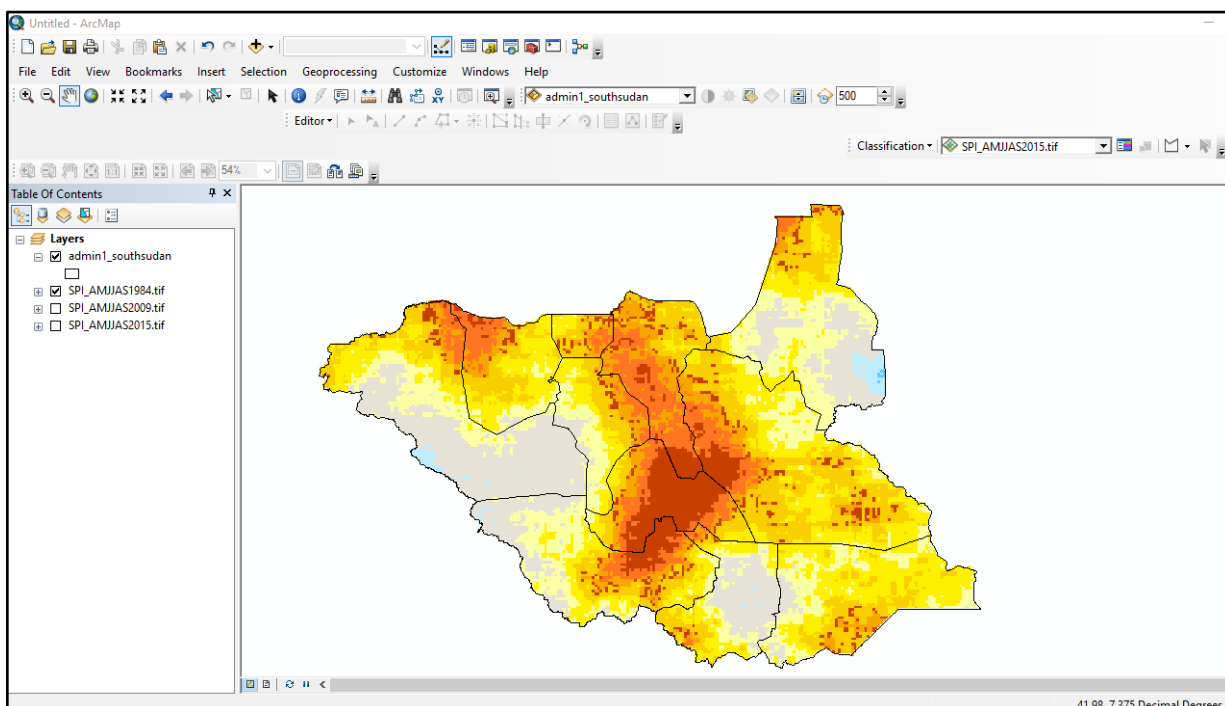 Untitled - ArcMap
File Edit View Bookmarks Insert Selection Geoprocessing Customize Windows Help
admin1_southsudan 500
Editor
Classification SPI_AMJJAS2015.tif
54%
Table Of Contents
Layers
admin1_southsudan
SPI_AMJJAS1984.tif
SPI_AMJJAS2009.tif
SPI_AMJJAS2015.tif
41.98 7.375 Decimal Degrees